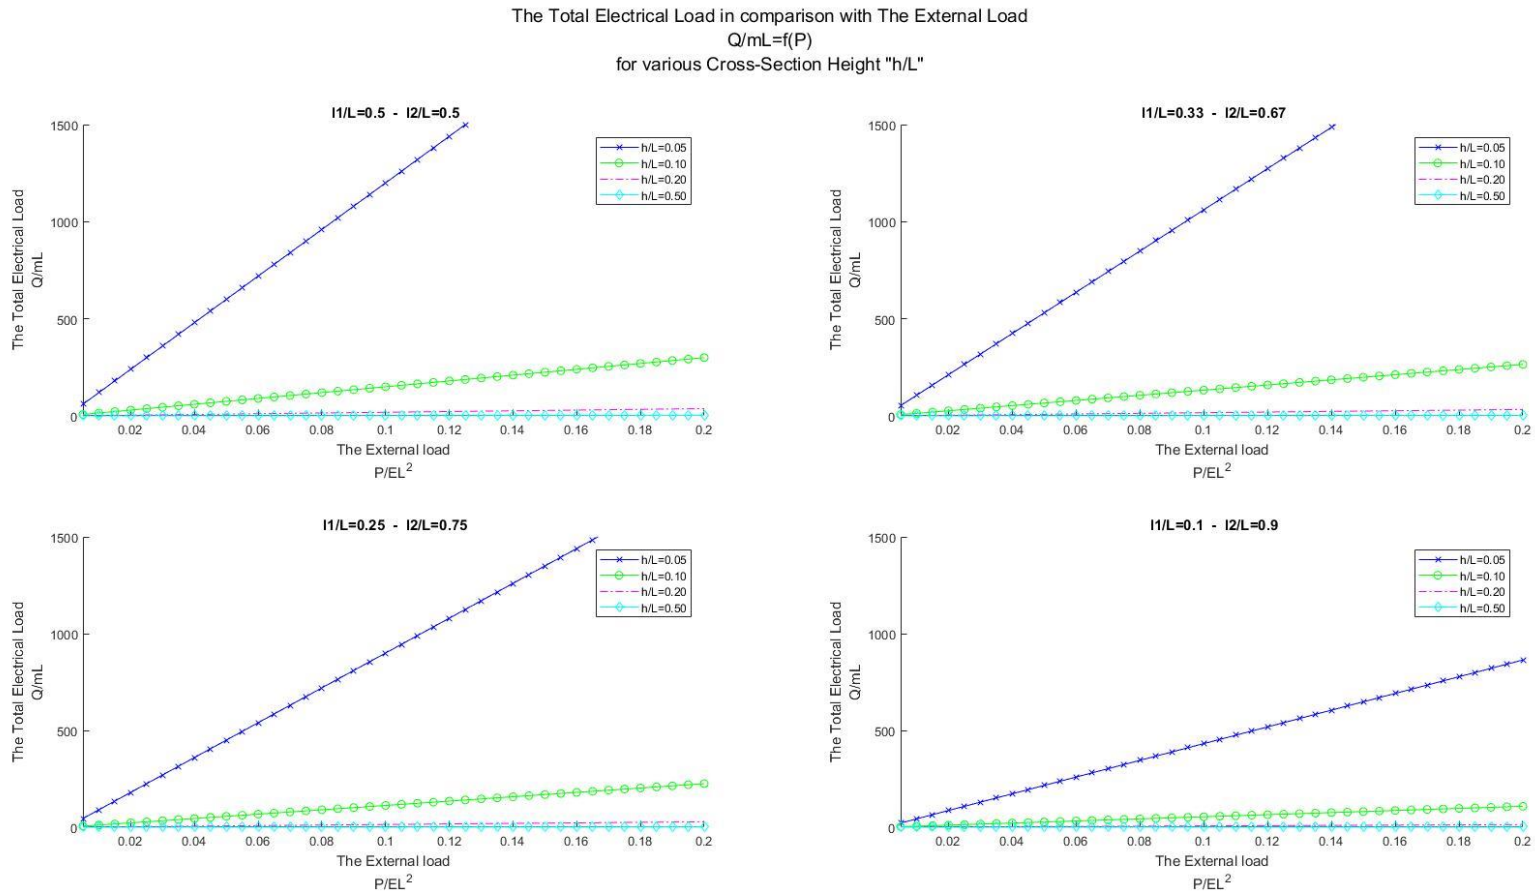 The Total Electrical Load in comparison with The External Load
Q/mL=f(P)
for various Cross-Section Height "h/L"
l1/L=0.5 - l2/L=0.5
1500
1000
500
0
0.02 0.04 0.06 0.08 0.1 0.12 0.14 0.16 0.18 0.2
The Total Electrical Load
Q/mL
The External load
P/EL²
h/L=0.05
h/L=0.10
h/L=0.20
h/L=0.50
l1/L=0.33 - l2/L=0.67
1500
1000
500
0
0.02 0.04 0.06 0.08 0.1 0.12 0.14 0.16 0.18 0.2
The Total Electrical Load
Q/mL
The External load
P/EL²
h/L=0.05
h/L=0.10
h/L=0.20
h/L=0.50
l1/L=0.25 - l2/L=0.75
1500
1000
500
0
0.02 0.04 0.06 0.08 0.1 0.12 0.14 0.16 0.18 0.2
The Total Electrical Load
Q/mL
The External load
P/EL²
h/L=0.05
h/L=0.10
h/L=0.20
h/L=0.50
l1/L=0.1 - l2/L=0.9
1500
1000
500
0
0.02 0.04 0.06 0.08 0.1 0.12 0.14 0.16 0.18 0.2
The Total Electrical Load
Q/mL
The External load
P/EL²
h/L=0.05
h/L=0.10
h/L=0.20
h/L=0.50